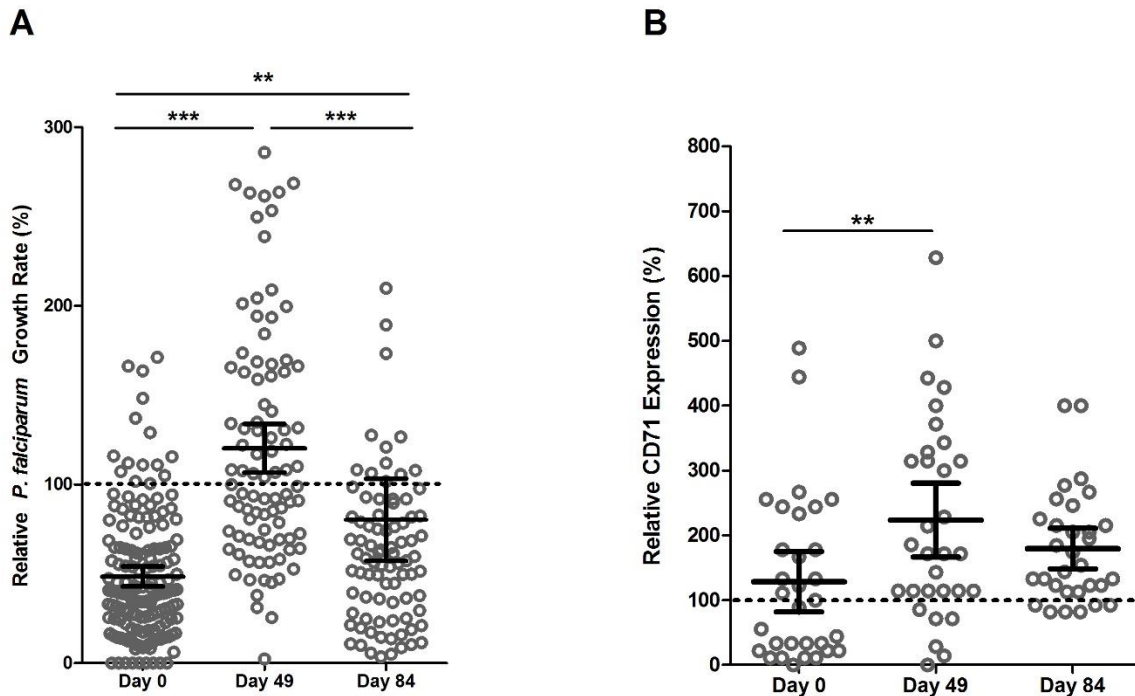 A
**
***
***
Relative P. falciparum Growth Rate (%)
300
200
100
0
Day 0
Day 49
Day 84
B
**
Relative CD71 Expression (%)
800
700
600
500
400
300
200
100
0
Day 0
Day 49
Day 84